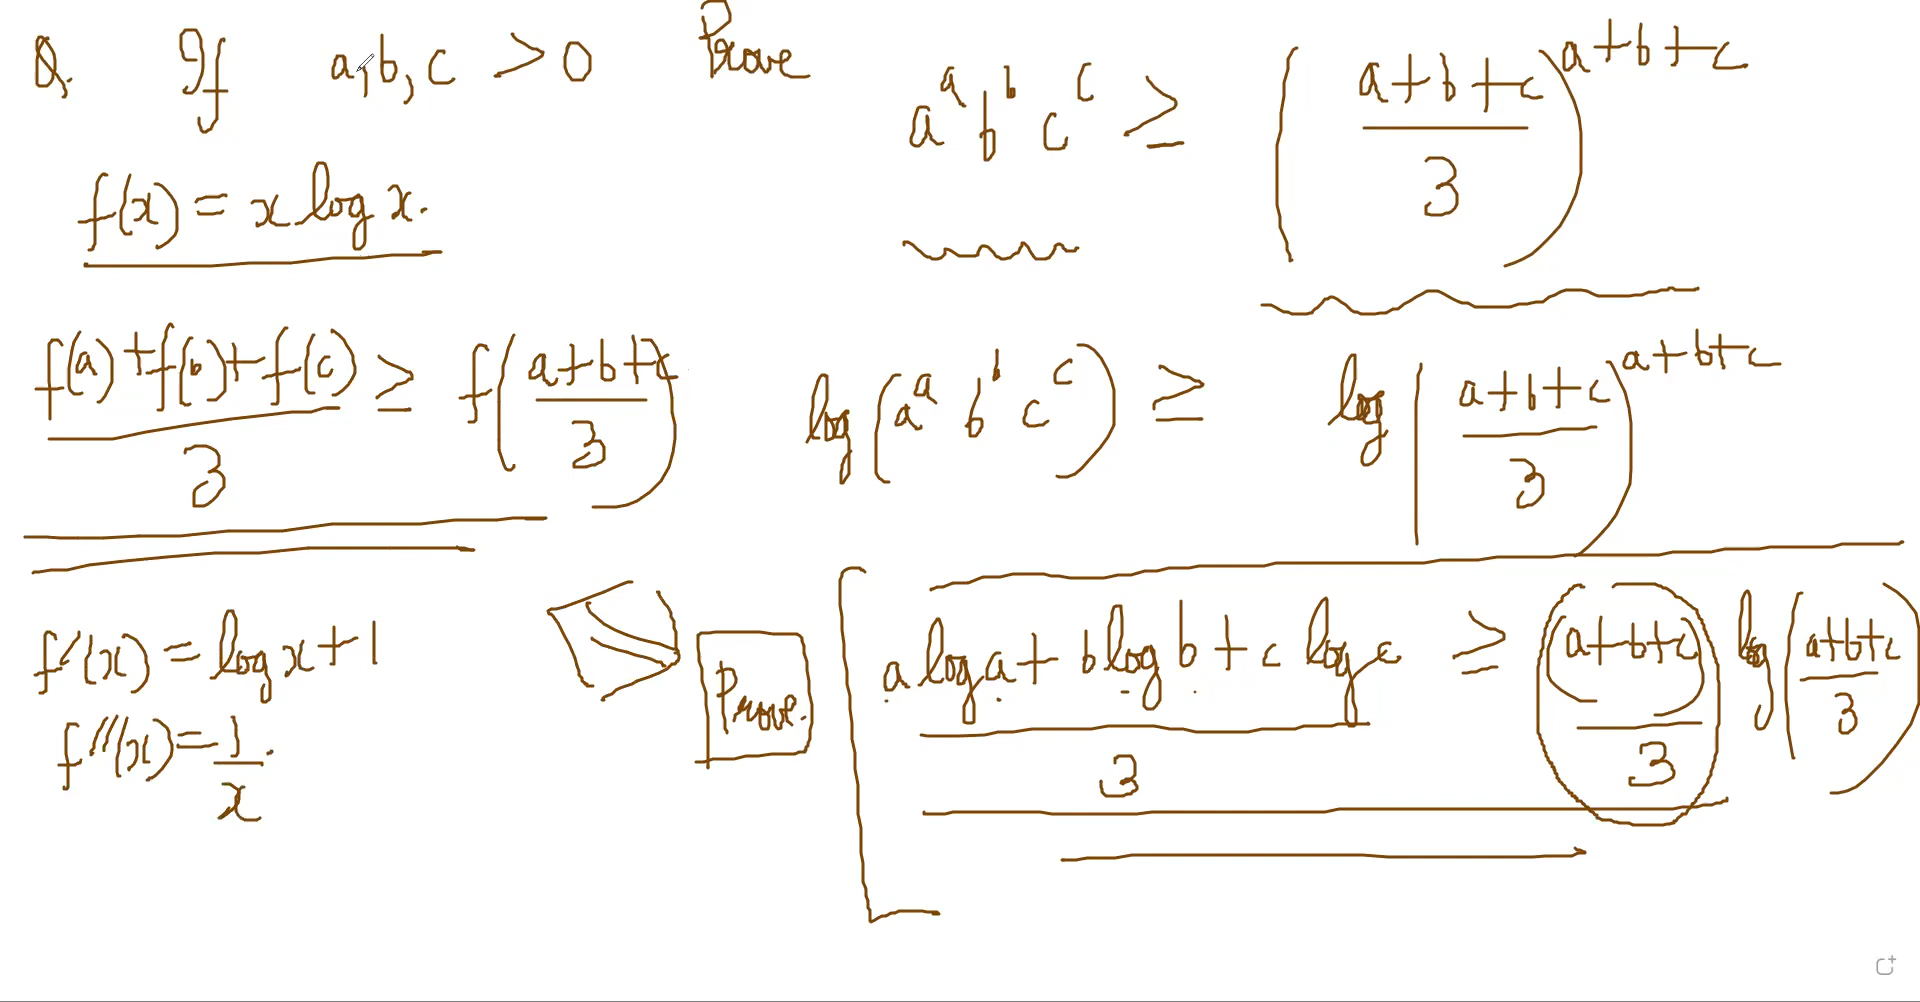 Q. If a,b,c > 0 Prove a^a b^b c^c ≥ ((a+b+c)/3)^(a+b+c)
f(x) = x log x.
(f(a)+f(b)+f(c))/3 ≥ f((a+b+c)/3)
log(a^a b^b c^c) ≥ log((a+b+c)/3)^(a+b+c)
f'(x) = log x + 1
f''(x) = 1/x.
Prove. (a log a + b log b + c log c)/3 ≥ ((a+b+c)/3) log((a+b+c)/3)